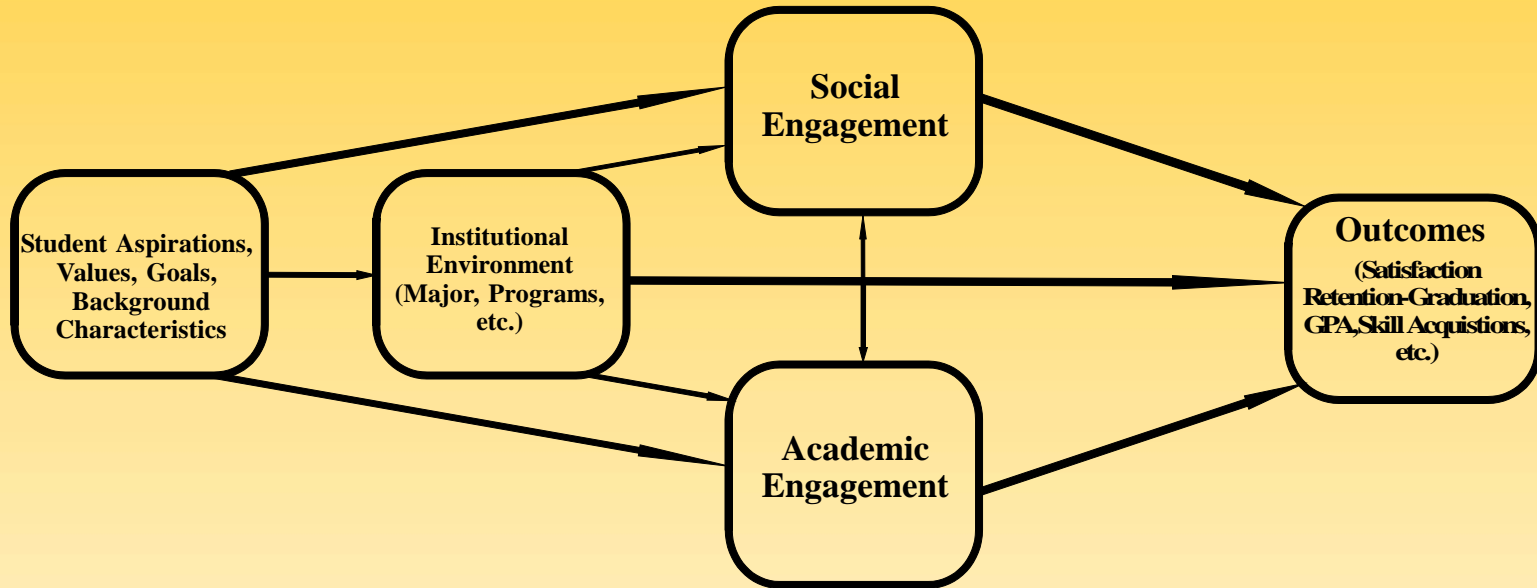 Student Aspirations,
Values, Goals,
Background
Characteristics
Institutional
Environment
(Major, Programs,
etc.)
Social
Engagement
Academic
Engagement
Outcomes
(Satisfaction
Retention-Graduation,
GPA,Skill Acquistions,
etc.)